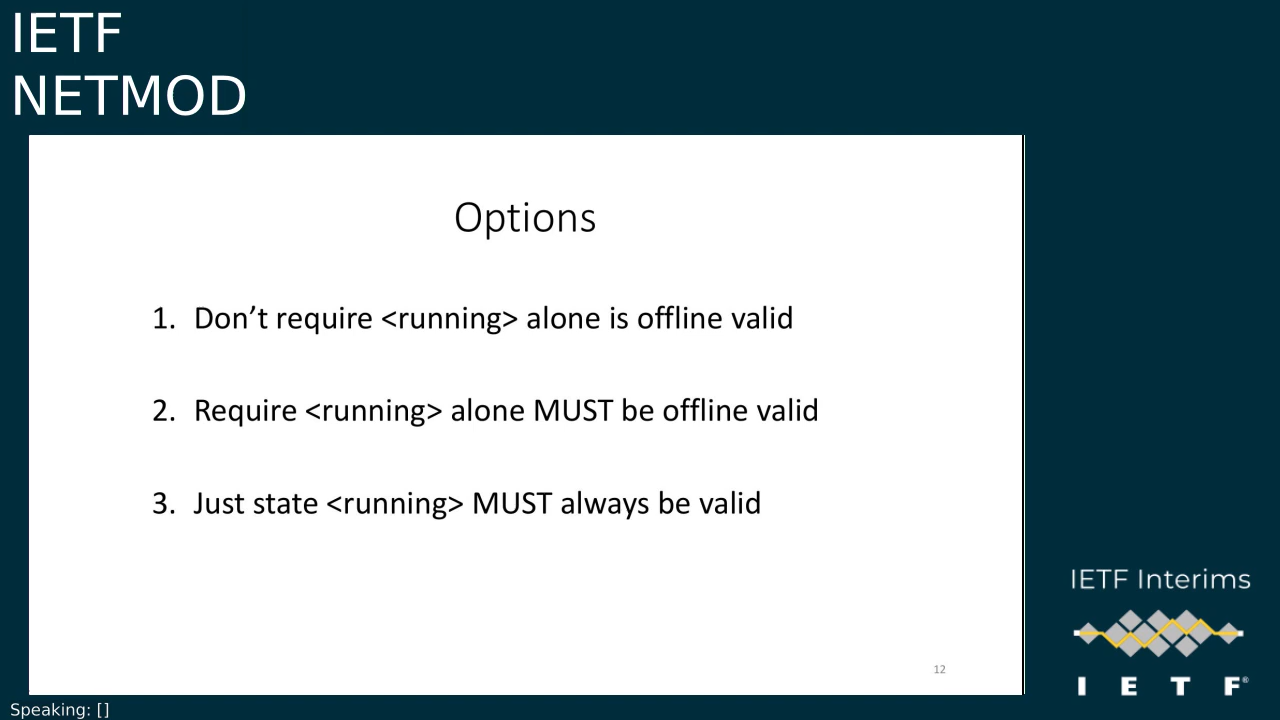 IETF
NETMOD
Options
1. Don’t require <running> alone is offline valid
2. Require <running> alone MUST be offline valid
3. Just state <running> MUST always be valid
12
IETF Interims
I E T F®
Speaking: []